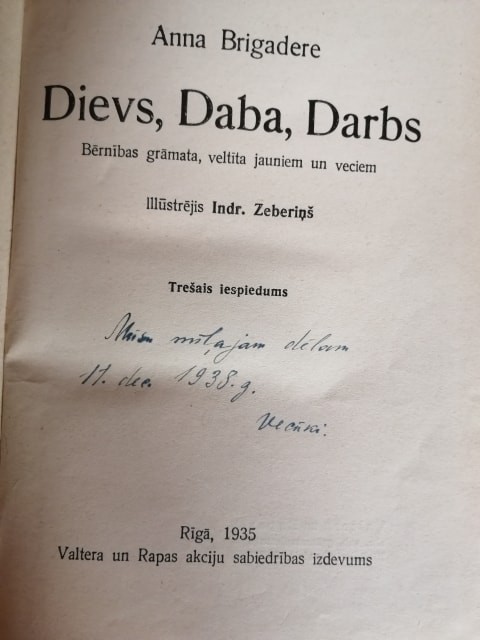 Anna Brigadere
Dievs, Daba, Darbs
Bērnības grāmata, veltīta jauniem un veciem
Illūstrējis Indr. Zeberiņš
Trešais iespiedums
Mūsu mīļajam dēlam
17. dec. 1938. g.
Vecāki.
Rīgā, 1935
Valtera un Rapas akciju sabiedrības izdevums